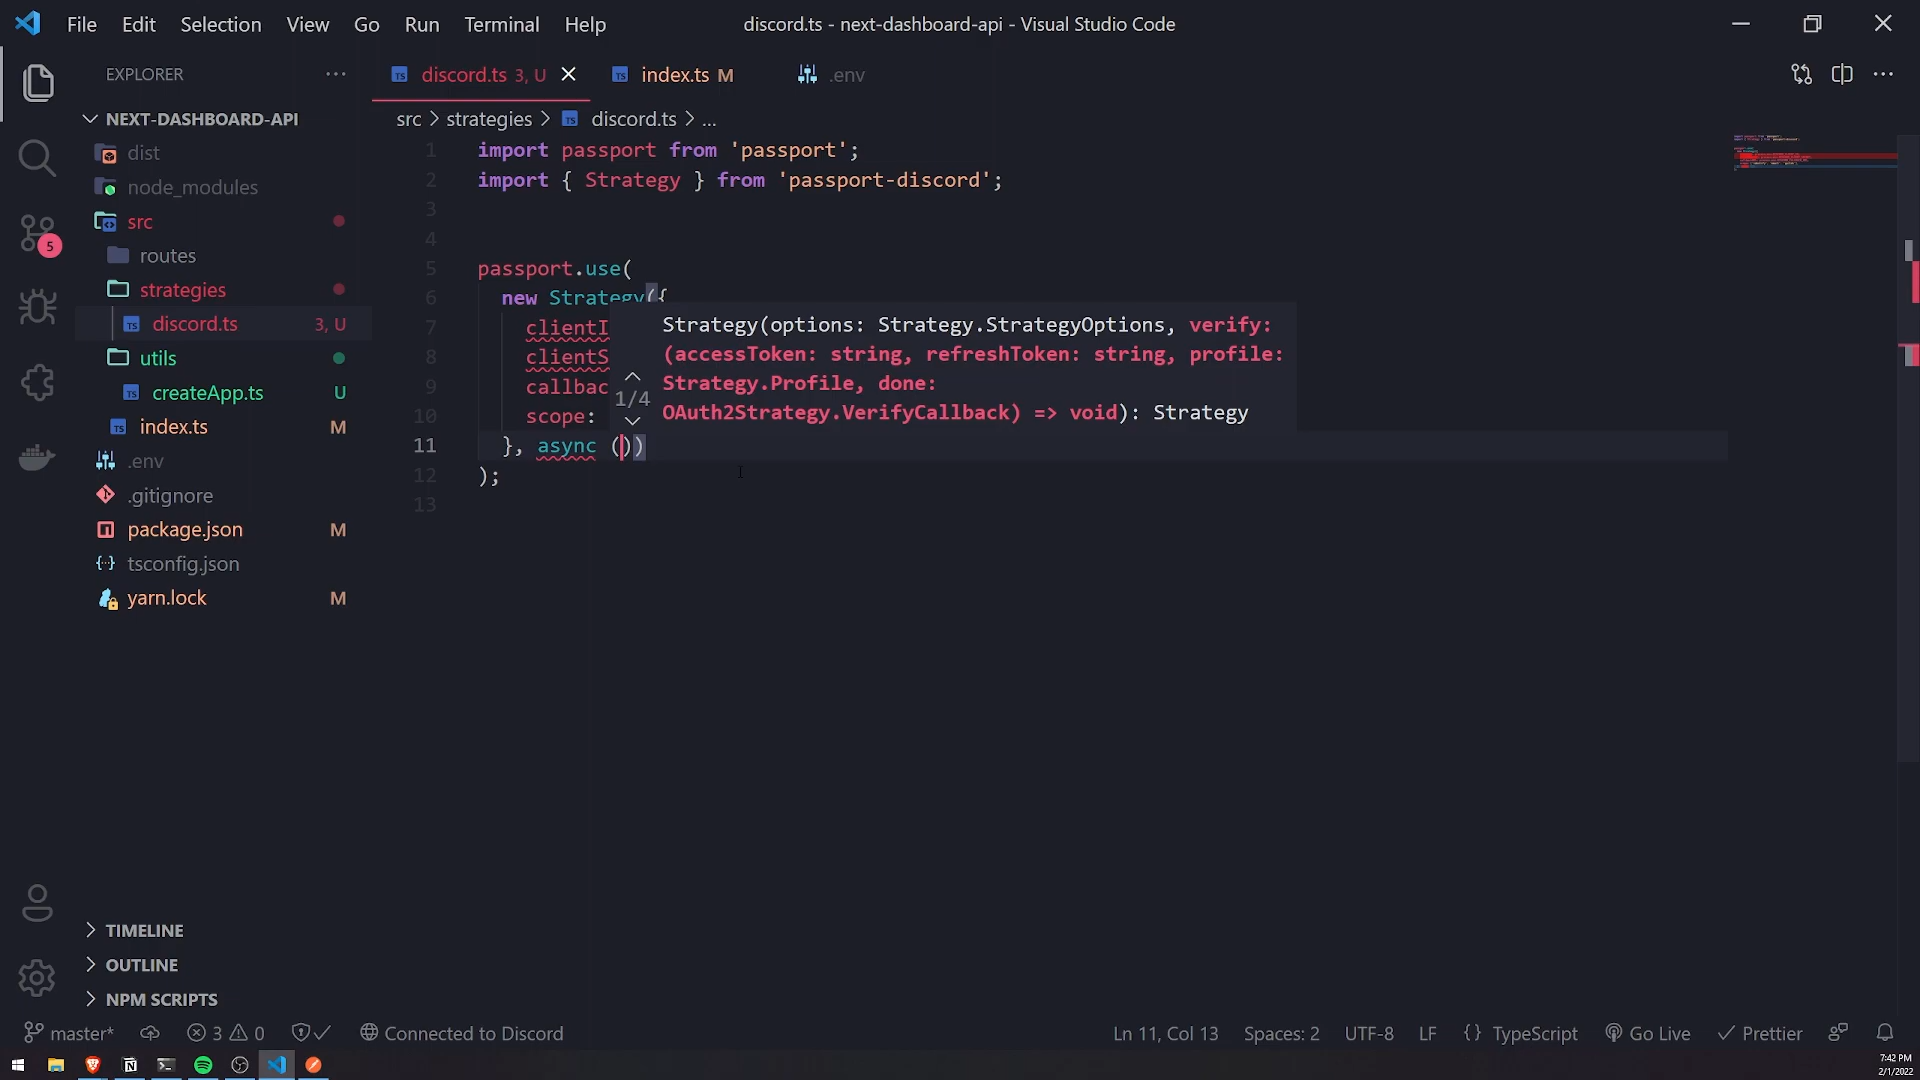 File Edit Selection View Go Run Terminal Help
discord.ts - next-dashboard-api - Visual Studio Code
EXPLORER
discord.ts 3, U
index.ts M
.env
NEXT-DASHBOARD-API
dist
node_modules
src
routes
strategies
discord.ts 3, U
utils
createApp.ts U
index.ts M
.env
.gitignore
package.json M
tsconfig.json
yarn.lock M
5
TIMELINE
OUTLINE
NPM SCRIPTS
src > strategies > discord.ts > ...
1 import passport from 'passport';
2 import { Strategy } from 'passport-discord';
3
4
5 passport.use(
6 new Strategy({
7 clientI
8 clientS
9 callbac
10 scope:
11 }, async ())
12 );
13
Strategy(options: Strategy.StrategyOptions, verify:
(accessToken: string, refreshToken: string, profile:
Strategy.Profile, done:
OAuth2Strategy.VerifyCallback) => void): Strategy
1/4
master* 3 0 Connected to Discord
Ln 11, Col 13 Spaces: 2 UTF-8 LF {} TypeScript Go Live Prettier
7:42 PM
2/1/2022